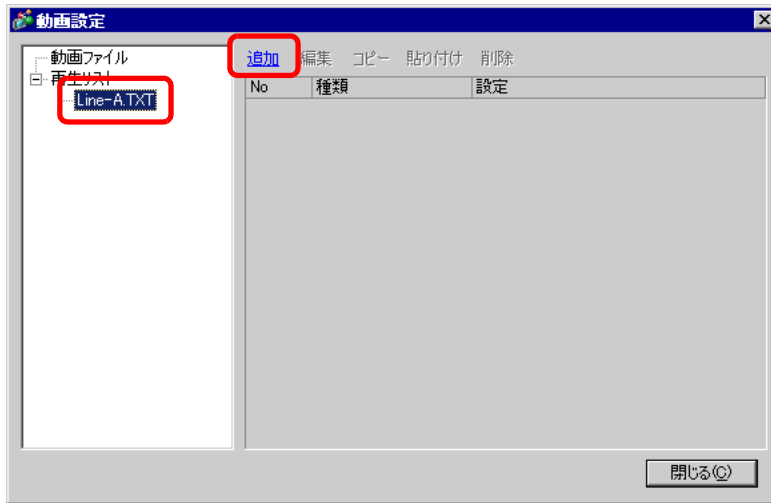 動画設定
動画ファイル
再生リスト
Line-A.TXT
追加 編集 コピー 貼り付け 削除
No 種類 設定
閉じる(C)